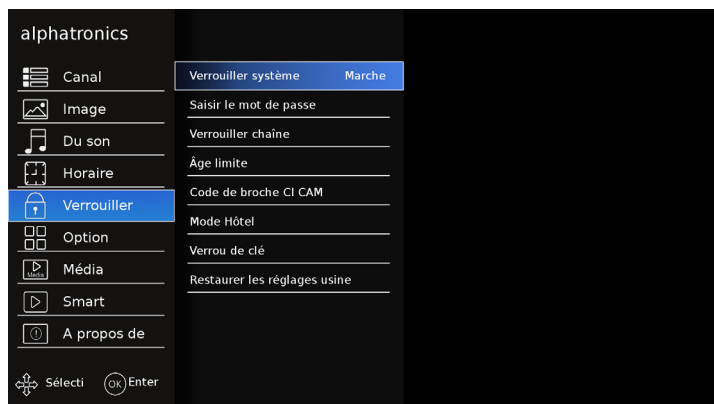 alphatronics
Canal
Image
Du son
Horaire
Verrouiller
Option
Média
Media
Smart
A propos de
Sélecti
OK Enter
Verrouiller système Marche
Saisir le mot de passe
Verrouiller chaîne
Âge limite
Code de broche CI CAM
Mode Hôtel
Verrou de clé
Restaurer les réglages usine